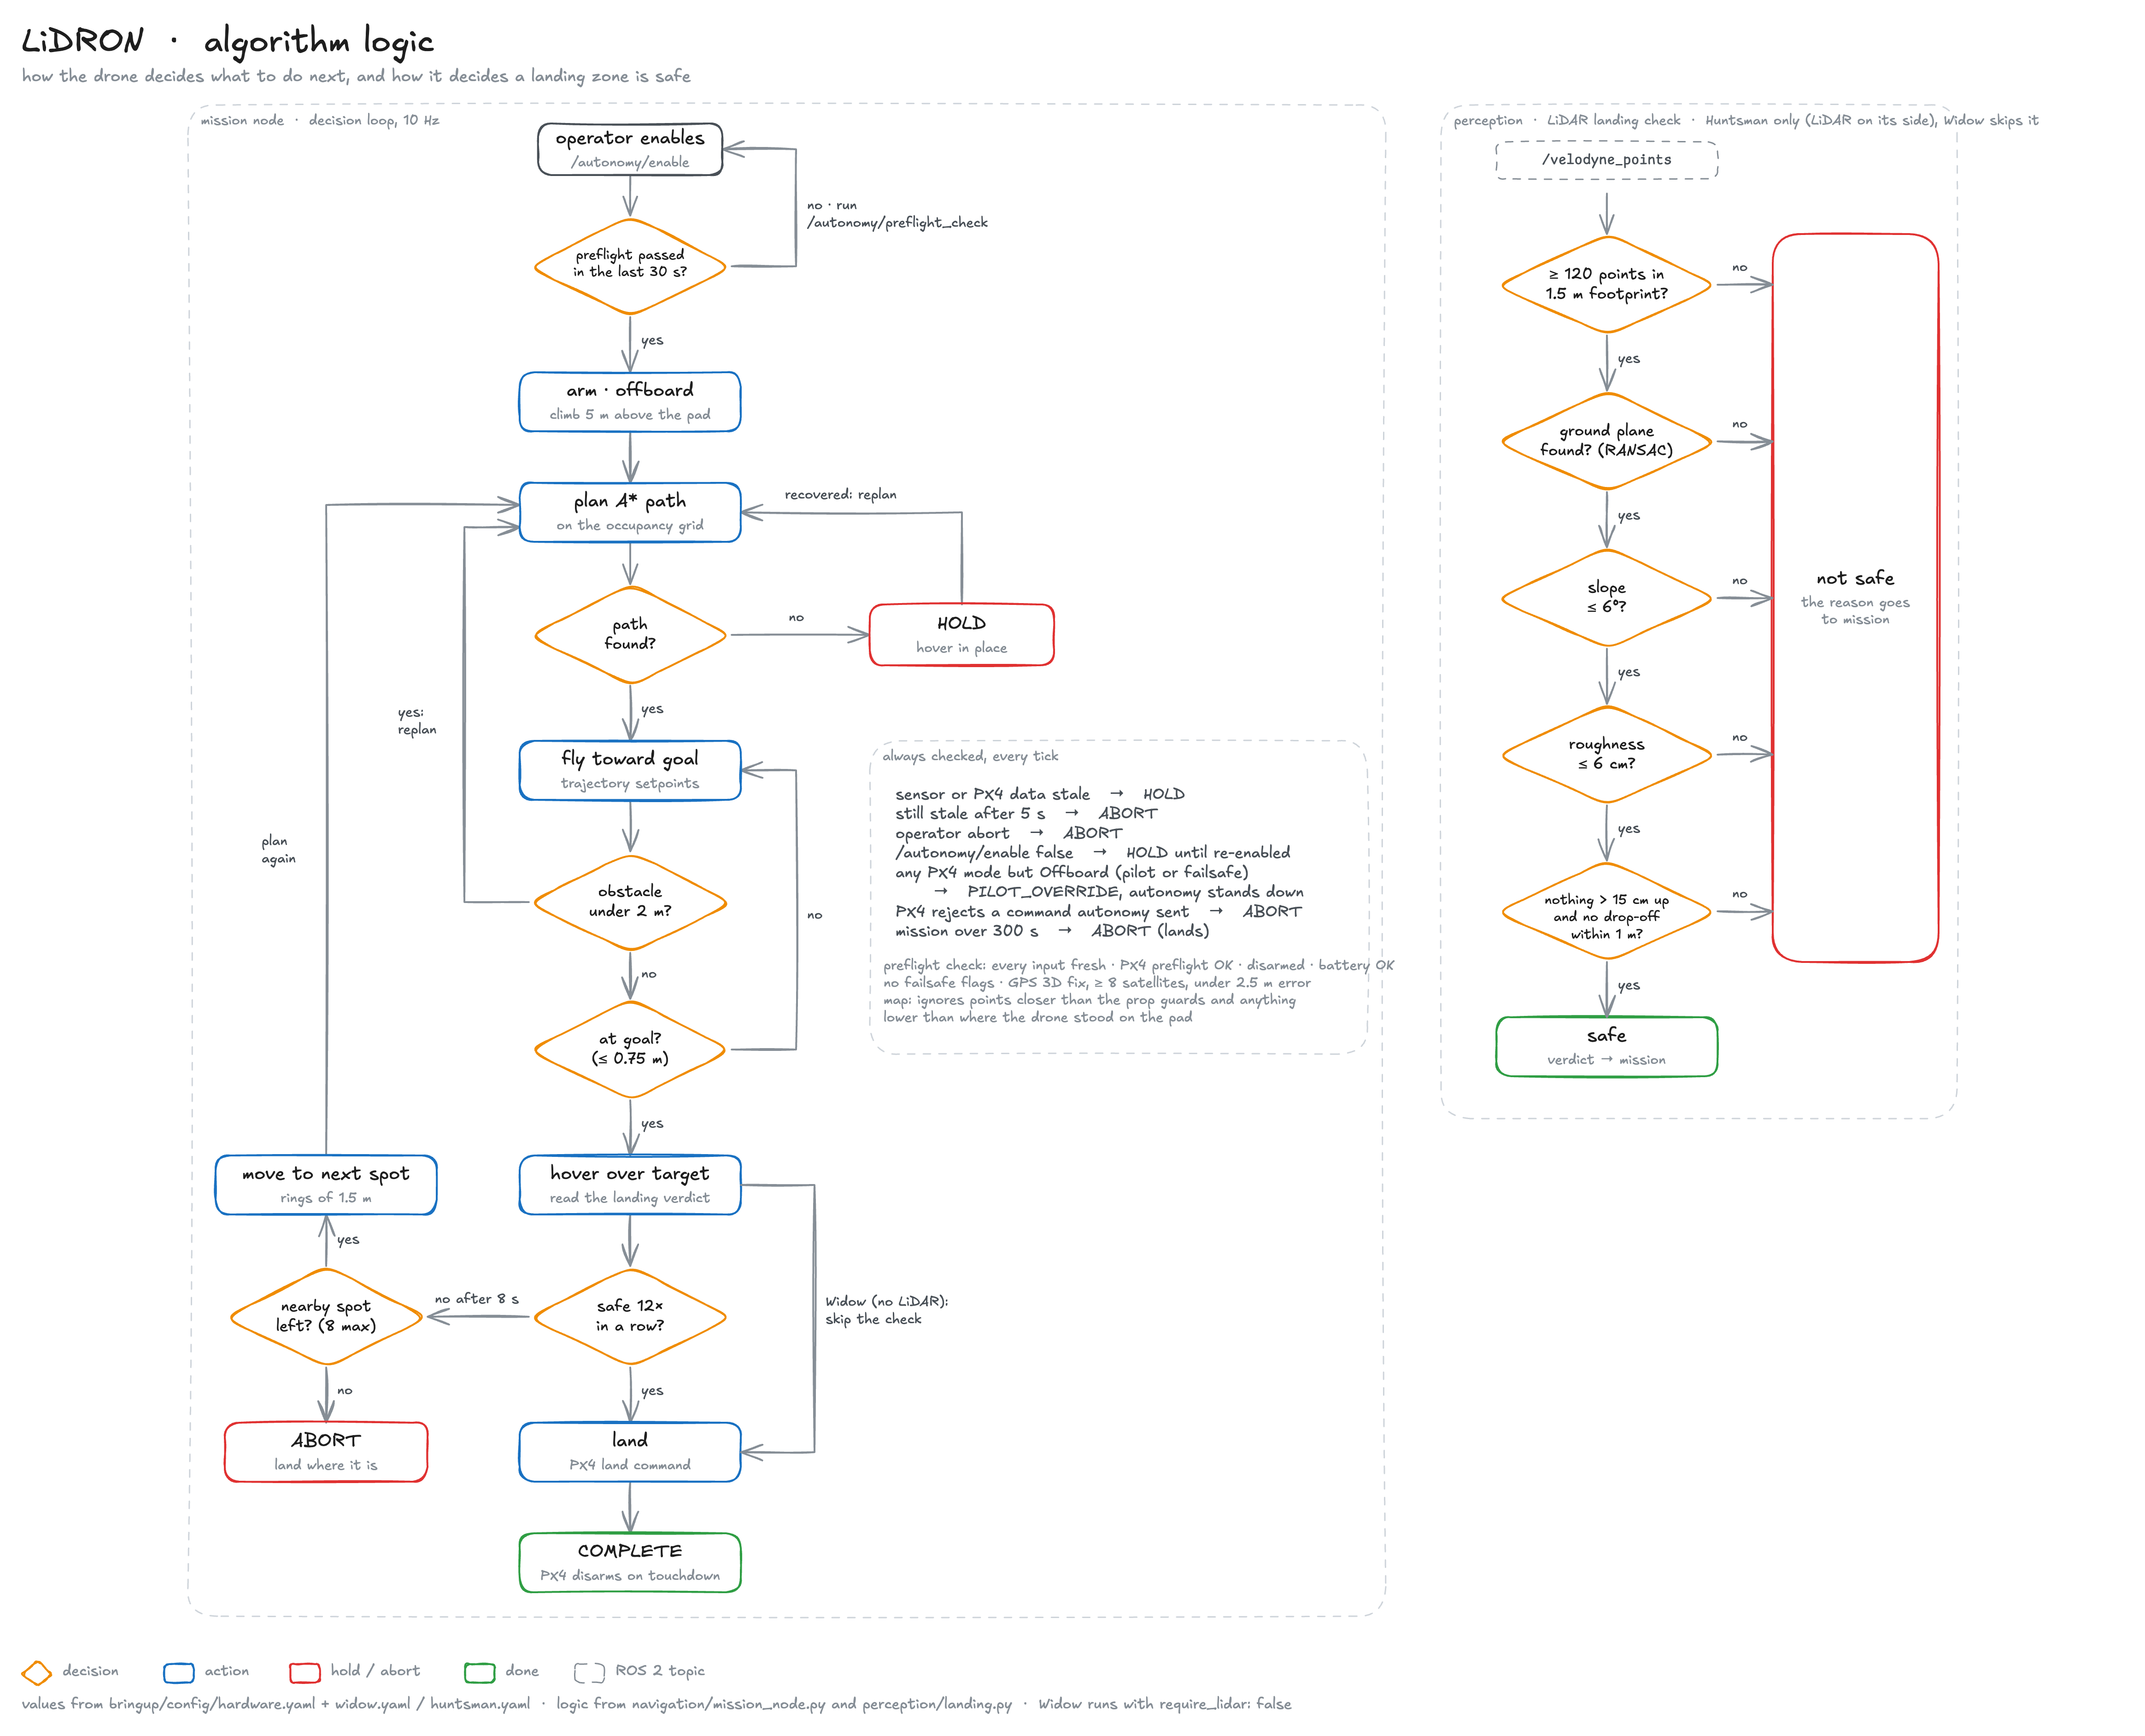 LiDRON · algorithm logic
how the drone decides what to do next, and how it decides a landing zone is safe
mission node · decision loop, 10 Hz
operator enables
/autonomy/enable
no · run
/autonomy/preflight_check
preflight passed
in the last 30 s?
yes
arm · offboard
climb 5 m above the pad
plan A* path
on the occupancy grid
recovered: replan
path
found?
no
HOLD
hover in place
yes
yes:
replan
fly toward goal
trajectory setpoints
plan
again
obstacle
under 2 m?
no
no
at goal?
(≤ 0.75 m)
yes
always checked, every tick
sensor or PX4 data stale → HOLD
still stale after 5 s → ABORT
operator abort → ABORT
/autonomy/enable false → HOLD until re-enabled
any PX4 mode but Offboard (pilot or failsafe)
→ PILOT_OVERRIDE, autonomy stands down
PX4 rejects a command autonomy sent → ABORT
mission over 300 s → ABORT (lands)
preflight check: every input fresh · PX4 preflight OK · disarmed · battery OK
no failsafe flags · GPS 3D fix, ≥ 8 satellites, under 2.5 m error
map: ignores points closer than the prop guards and anything
lower than where the drone stood on the pad
move to next spot
rings of 1.5 m
hover over target
read the landing verdict
yes
nearby spot
left? (8 max)
no after 8 s
safe 12×
in a row?
Widow (no LiDAR):
skip the check
no
yes
ABORT
land where it is
land
PX4 land command
COMPLETE
PX4 disarms on touchdown
perception · LiDAR landing check · Huntsman only (LiDAR on its side), Widow skips it
/velodyne_points
≥ 120 points in
1.5 m footprint?
no
yes
ground plane
found? (RANSAC)
no
yes
slope
≤ 6°?
no
not safe
the reason goes
to mission
yes
roughness
≤ 6 cm?
no
yes
nothing > 15 cm up
and no drop-off
within 1 m?
no
yes
safe
verdict → mission
decision
action
hold / abort
done
ROS 2 topic
values from bringup/config/hardware.yaml + widow.yaml / huntsman.yaml · logic from navigation/mission_node.py and perception/landing.py · Widow runs with require_lidar: false